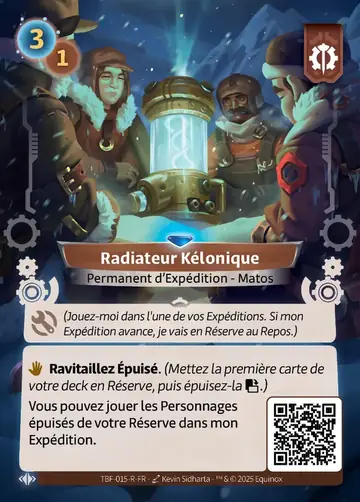 3
1
Radiateur Kélonique
Permanent d'Expédition - Matos
(Jouez-moi dans l'une de vos Expéditions. Si mon
Expédition avance, je vais en Réserve au Repos.)
Ravitaillez Épuisé. (Mettez la première carte de
votre deck en Réserve, puis épuisez-la .)
Vous pouvez jouer les Personnages
épuisés de votre Réserve dans mon
Expédition.
TBF-015-R-FR - Kevin Sidharta - ™ & © 2025 Equinox